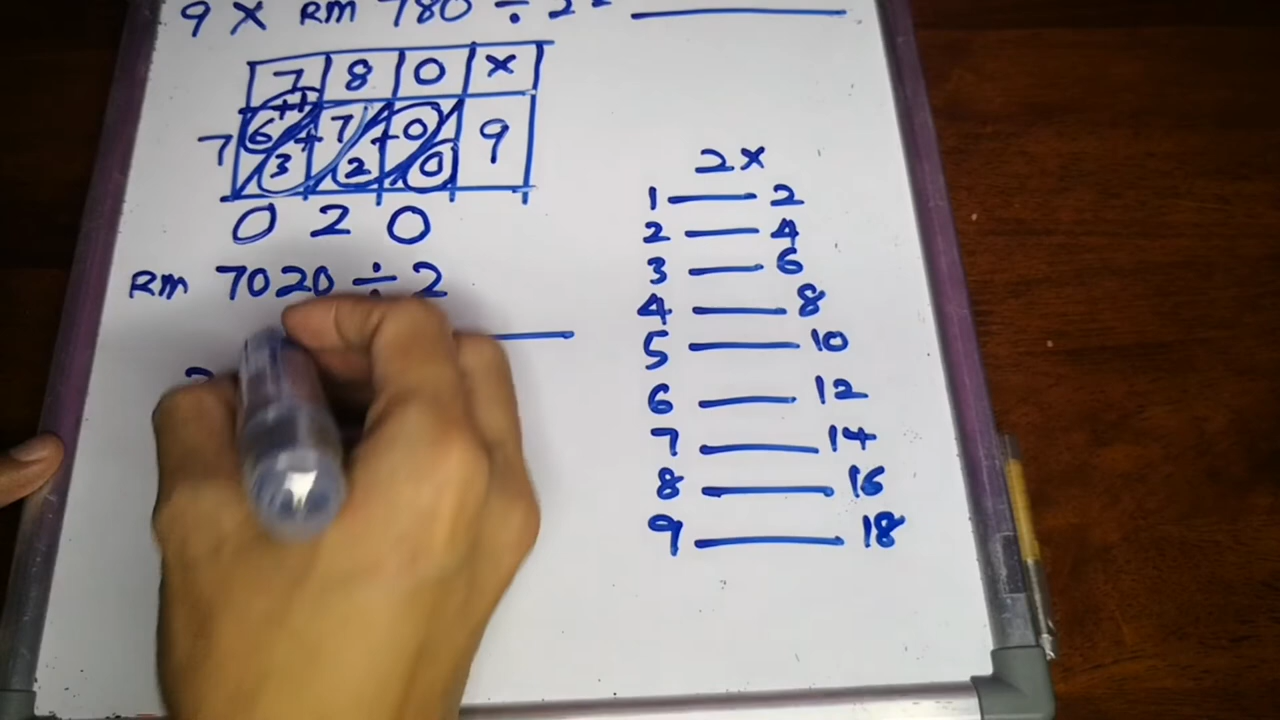 9 x RM 780 ÷ 2
7 8 0 x
+1
7 6 + 7 + 0 9
3 2 0
0 2 0
RM 7020 ÷ 2
2x
1 — 2
2 — 4
3 — 6
4 — 8
5 — 10
6 — 12
7 — 14
8 — 16
9 — 18